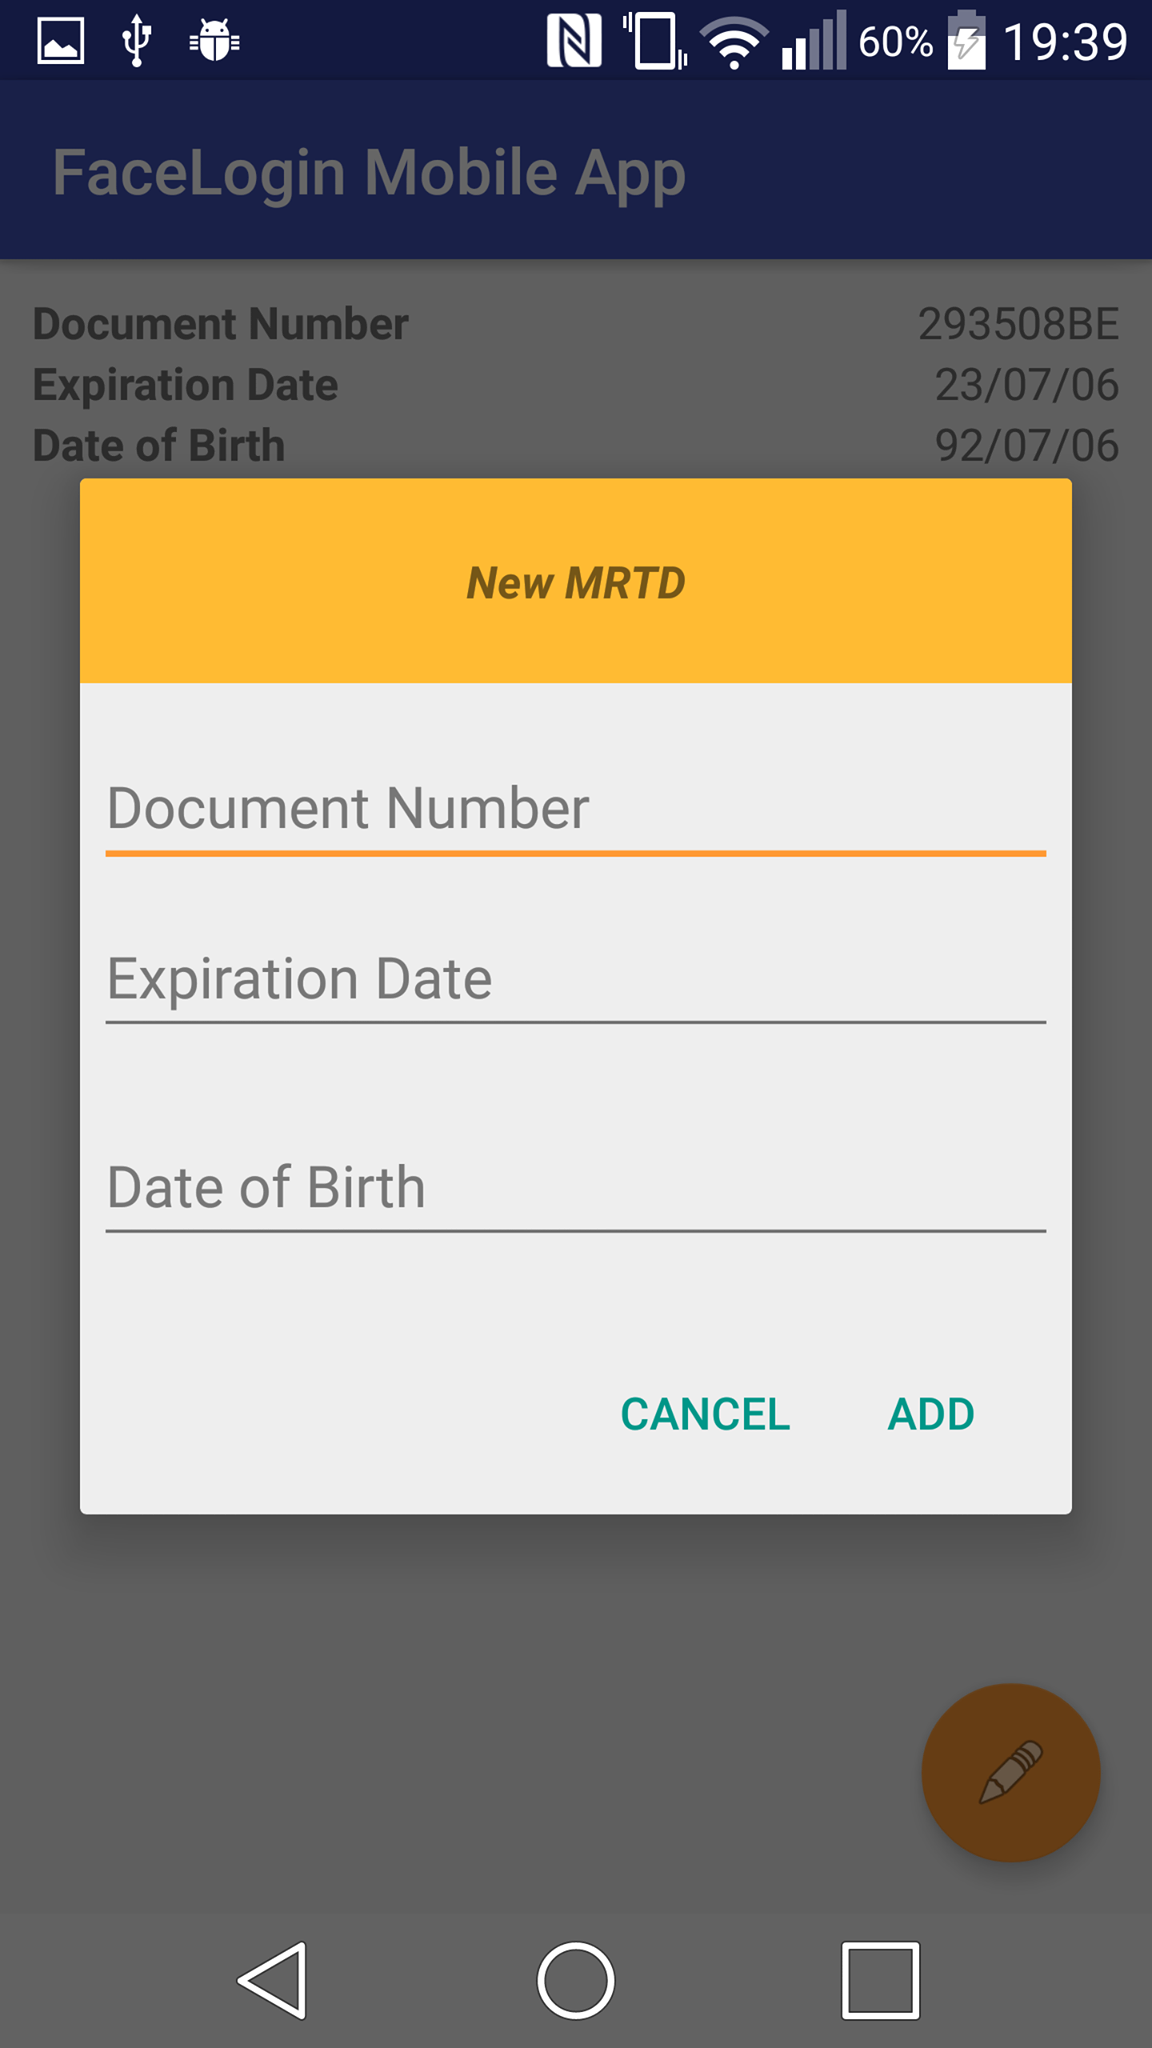 60% 19:39
FaceLogin Mobile App
Document Number 293508BE
Expiration Date 23/07/06
Date of Birth 92/07/06
New MRTD
Document Number
Expiration Date
Date of Birth
CANCEL ADD